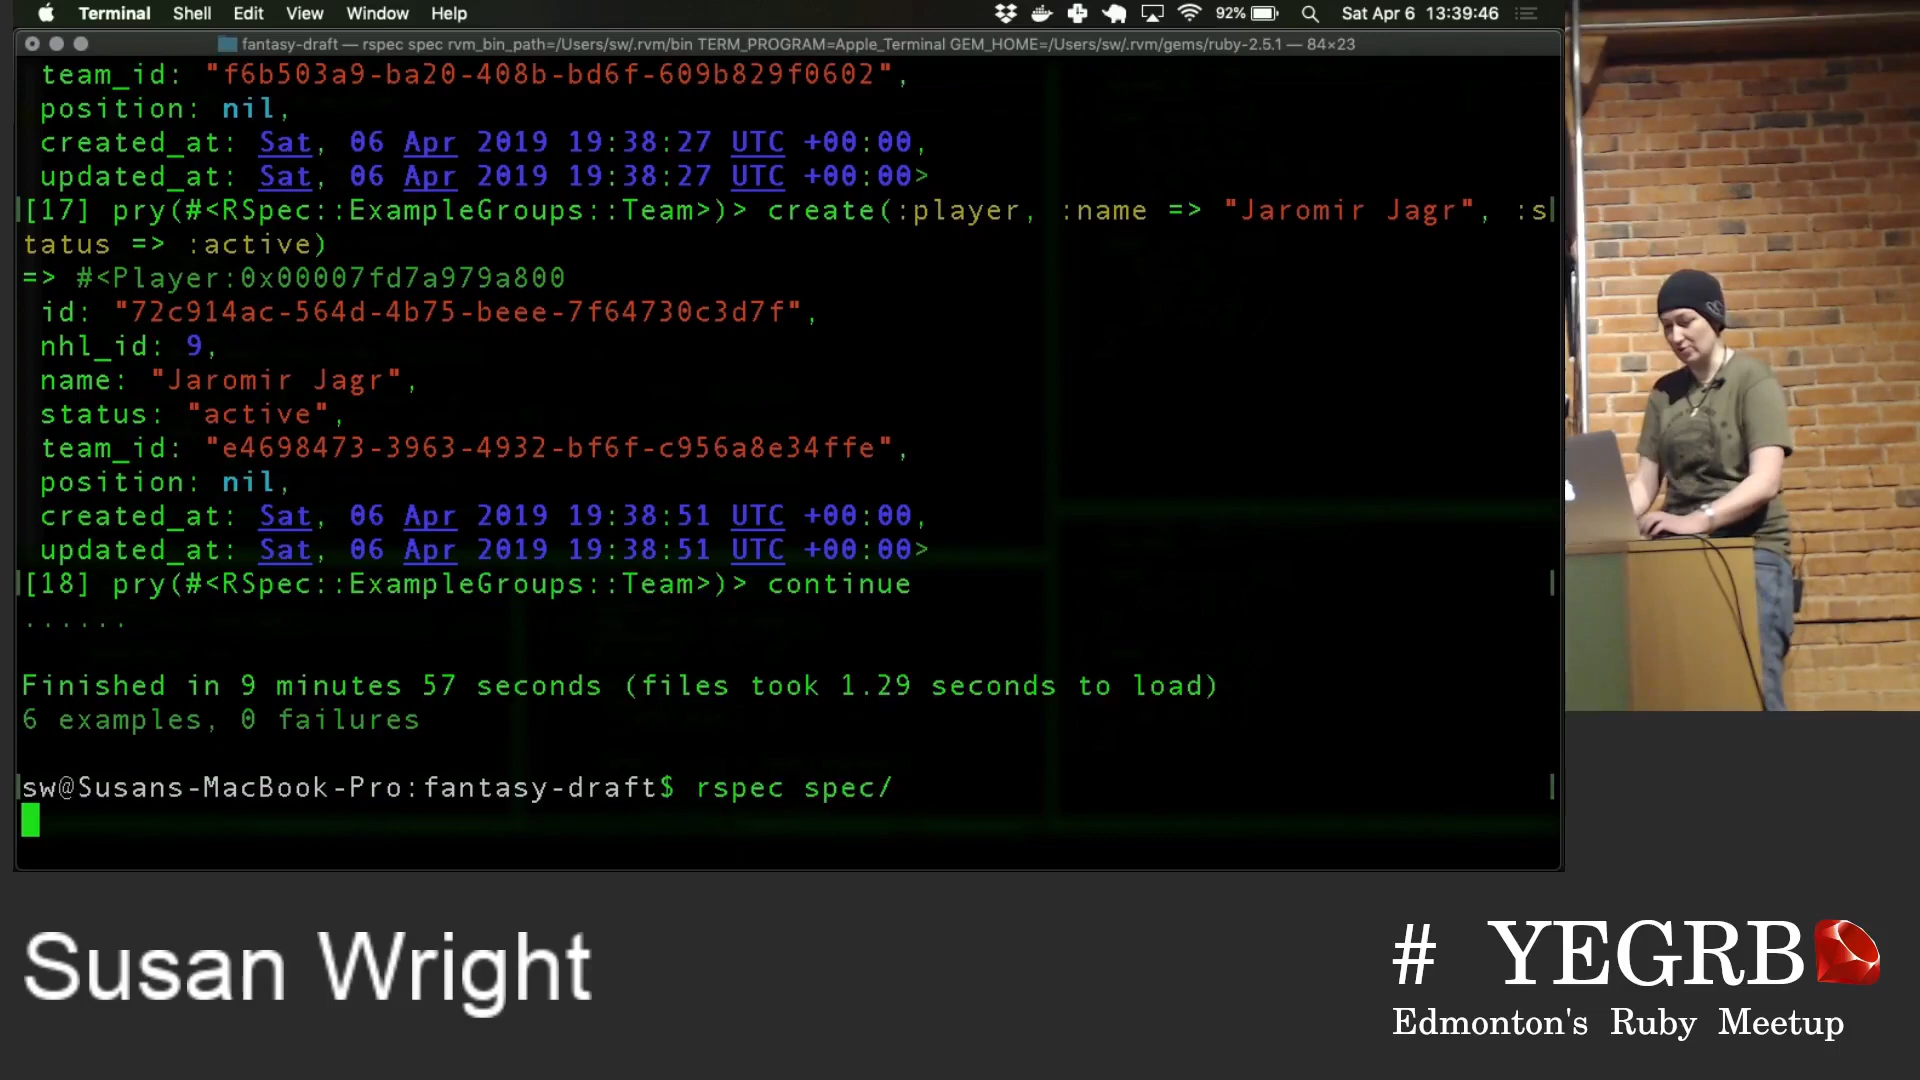 Terminal Shell Edit View Window Help 92% Sat Apr 6 13:39:46
fantasy-draft — rspec spec rvm_bin_path=/Users/sw/.rvm/bin TERM_PROGRAM=Apple_Terminal GEM_HOME=/Users/sw/.rvm/gems/ruby-2.5.1 — 84×23
team_id: "f6b503a9-ba20-408b-bd6f-609b829f0602",
position: nil,
created_at: Sat, 06 Apr 2019 19:38:27 UTC +00:00,
updated_at: Sat, 06 Apr 2019 19:38:27 UTC +00:00>
[17] pry(#<RSpec::ExampleGroups::Team>)> create(:player, :name => "Jaromir Jagr", :s
tatus => :active)
=> #<Player:0x00007fd7a979a800
id: "72c914ac-564d-4b75-beee-7f64730c3d7f",
nhl_id: 9,
name: "Jaromir Jagr",
status: "active",
team_id: "e4698473-3963-4932-bf6f-c956a8e34ffe",
position: nil,
created_at: Sat, 06 Apr 2019 19:38:51 UTC +00:00,
updated_at: Sat, 06 Apr 2019 19:38:51 UTC +00:00>
[18] pry(#<RSpec::ExampleGroups::Team>)> continue
......
Finished in 9 minutes 57 seconds (files took 1.29 seconds to load)
6 examples, 0 failures
sw@Susans-MacBook-Pro:fantasy-draft$ rspec spec/
Susan Wright
# YEGRB
Edmonton's Ruby Meetup